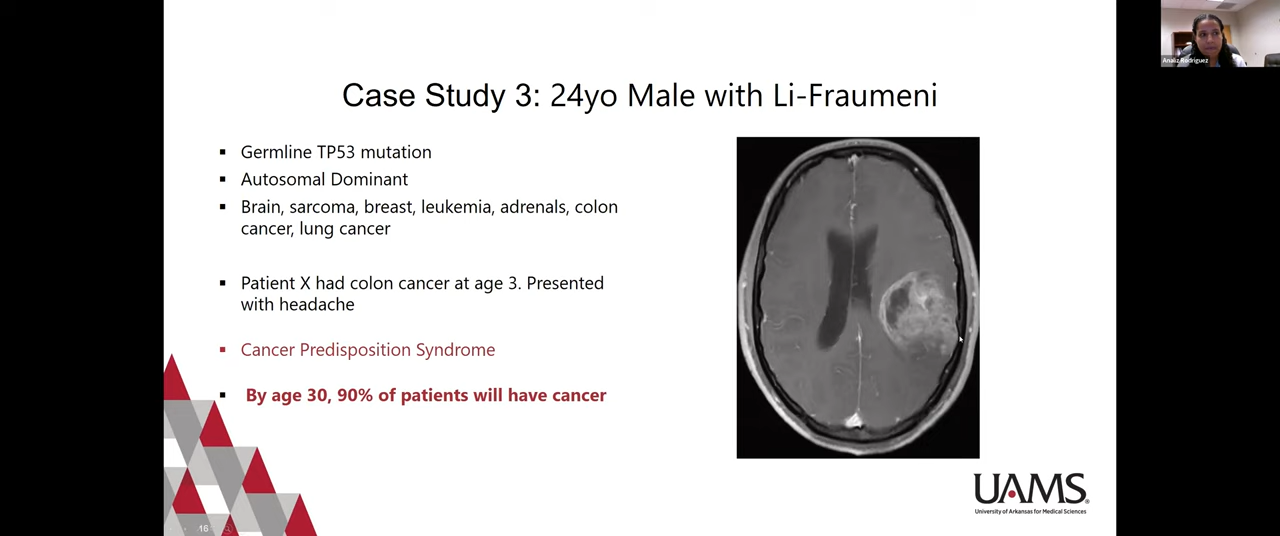 Analiz Rodriguez
Case Study 3: 24yo Male with Li-Fraumeni
Germline TP53 mutation
Autosomal Dominant
Brain, sarcoma, breast, leukemia, adrenals, colon
cancer, lung cancer
Patient X had colon cancer at age 3. Presented
with headache
Cancer Predisposition Syndrome
By age 30, 90% of patients will have cancer
UAMS®
University of Arkansas for Medical Sciences
16